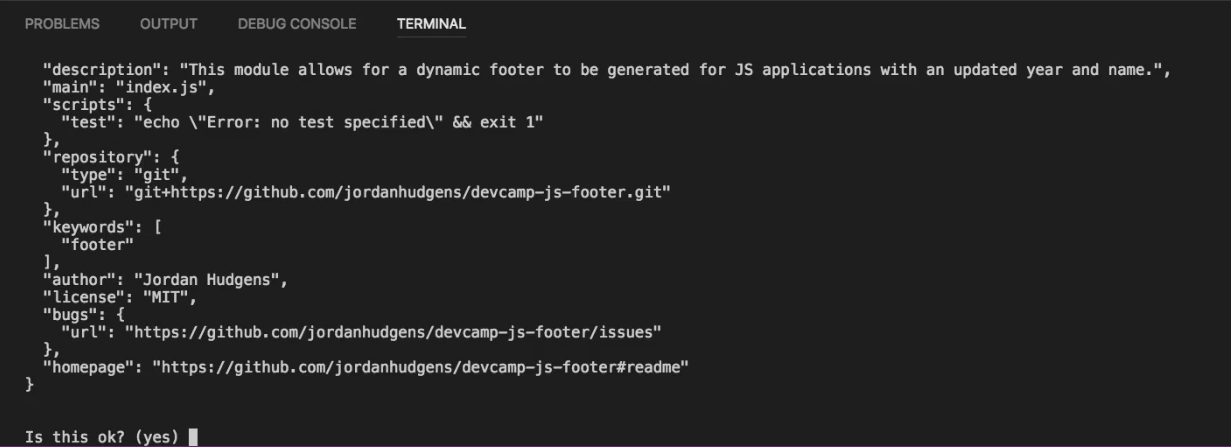 PROBLEMS OUTPUT DEBUG CONSOLE TERMINAL
"description": "This module allows for a dynamic footer to be generated for JS applications with an updated year and name.",
"main": "index.js",
"scripts": {
"test": "echo \"Error: no test specified\" && exit 1"
},
"repository": {
"type": "git",
"url": "git+https://github.com/jordanhudgens/devcamp-js-footer.git"
},
"keywords": [
"footer"
],
"author": "Jordan Hudgens",
"license": "MIT",
"bugs": {
"url": "https://github.com/jordanhudgens/devcamp-js-footer/issues"
},
"homepage": "https://github.com/jordanhudgens/devcamp-js-footer#readme"
}
Is this ok? (yes)